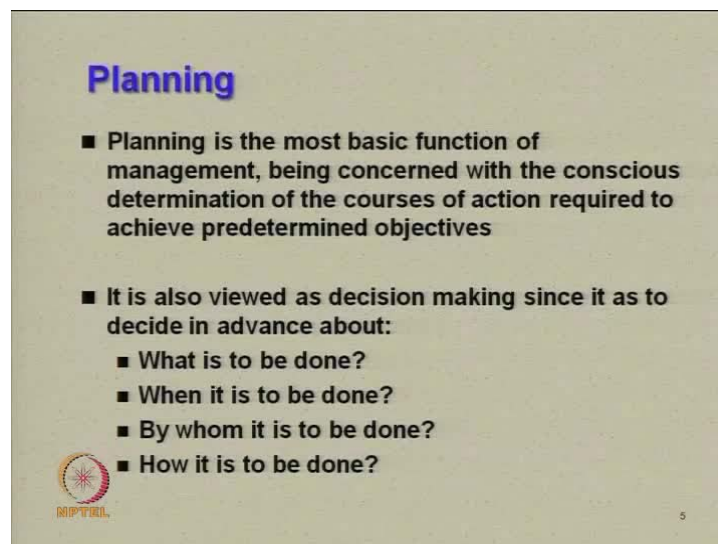 Planning
■ Planning is the most basic function of
management, being concerned with the conscious
determination of the courses of action required to
achieve predetermined objectives
■ It is also viewed as decision making since it as to
decide in advance about:
■ What is to be done?
■ When it is to be done?
■ By whom it is to be done?
■ How it is to be done?
NPTEL
5